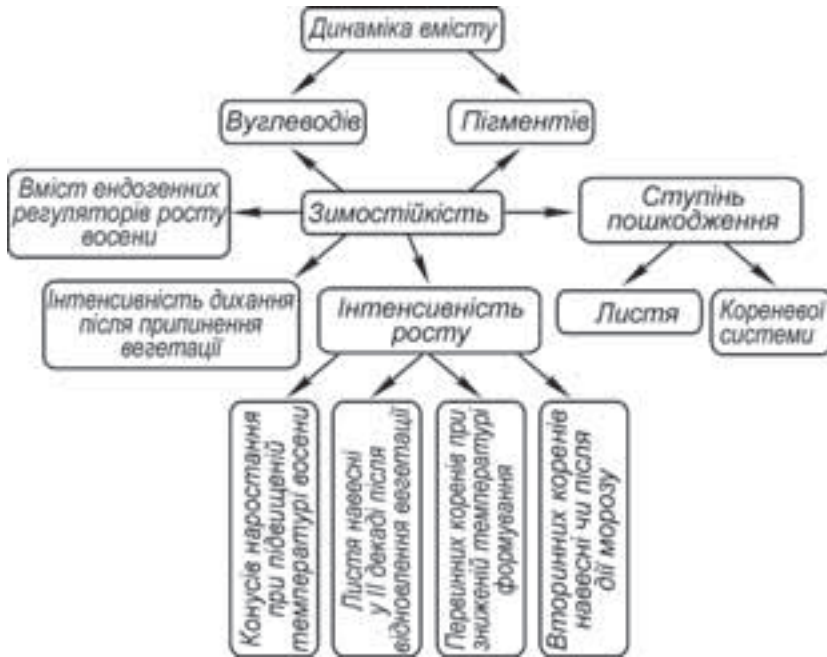 Динаміка вмісту
Вуглеводів
Пігментів
Вміст ендогенних
регуляторів росту
восени
Зимостійкість
Ступінь
пошкодження
Інтенсивність дихання
після припинення
вегетації
Інтенсивність
росту
Листя
Кореневої
системи
Конусів наростання
при підвищеній
температурі восени
Листя навесні
у II декаді після
відновлення вегетації
Первинних коренів при
зниженій температурі
формування
Вторинних коренів
навесні чи після
дії морозу